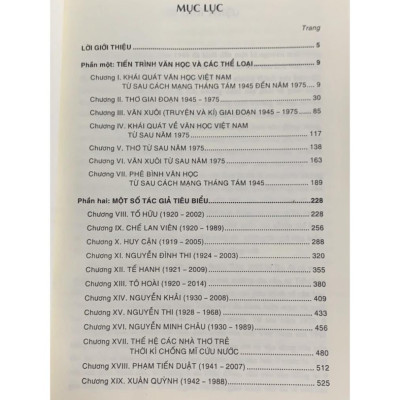 MỤC LỤC
Trang
LỜI GIỚI THIỆU 5
Phần một: TIẾN TRÌNH VĂN HỌC VÀ CÁC THỂ LOẠI 9
Chương I. KHÁI QUÁT VĂN HỌC VIỆT NAM
TỪ SAU CÁCH MẠNG THÁNG TÁM 1945 ĐẾN NĂM 1975 9
Chương II. THƠ GIAI ĐOẠN 1945 - 1975 30
Chương III. VĂN XUÔI (TRUYỆN VÀ KÍ) GIAI ĐOẠN 1945 - 1975 85
Chương IV. KHÁI QUÁT VỀ VĂN HỌC VIỆT NAM
TỪ SAU NĂM 1975 117
Chương V. THƠ TỪ SAU NĂM 1975 138
Chương VI. VĂN XUÔI TỪ SAU NĂM 1975 163
Chương VII. PHÊ BÌNH VĂN HỌC
TỪ SAU CÁCH MẠNG THÁNG TÁM 1945 189
Phần hai: MỘT SỐ TÁC GIẢ TIÊU BIỂU 228
Chương VIII. TỐ HỮU (1920 - 2002) 228
Chương IX. CHẾ LAN VIÊN (1920 - 1989) 256
Chương X. HUY CẬN (1919 - 2005) 288
Chương XI. NGUYỄN ĐÌNH THI (1924 - 2003) 320
Chương XII. TẾ HANH (1921 - 2009) 355
Chương XIII. TÔ HOÀI (1920 - 2014) 380
Chương XIV. NGUYỄN KHẢI (1930 - 2008) 409
Chương XV. NGUYỄN THI (1928 - 1968) 433
Chương XVI. NGUYỄN MINH CHÂU (1930 - 1989) 456
Chương XVII. THẾ HỆ CÁC NHÀ THƠ TRẺ
THỜI KÌ CHỐNG MĨ CỨU NƯỚC 480
Chương XVIII. PHẠM TIẾN DUẬT (1941 - 2007) 512
Chương XIX. XUÂN QUỲNH (1942 - 1988) 525